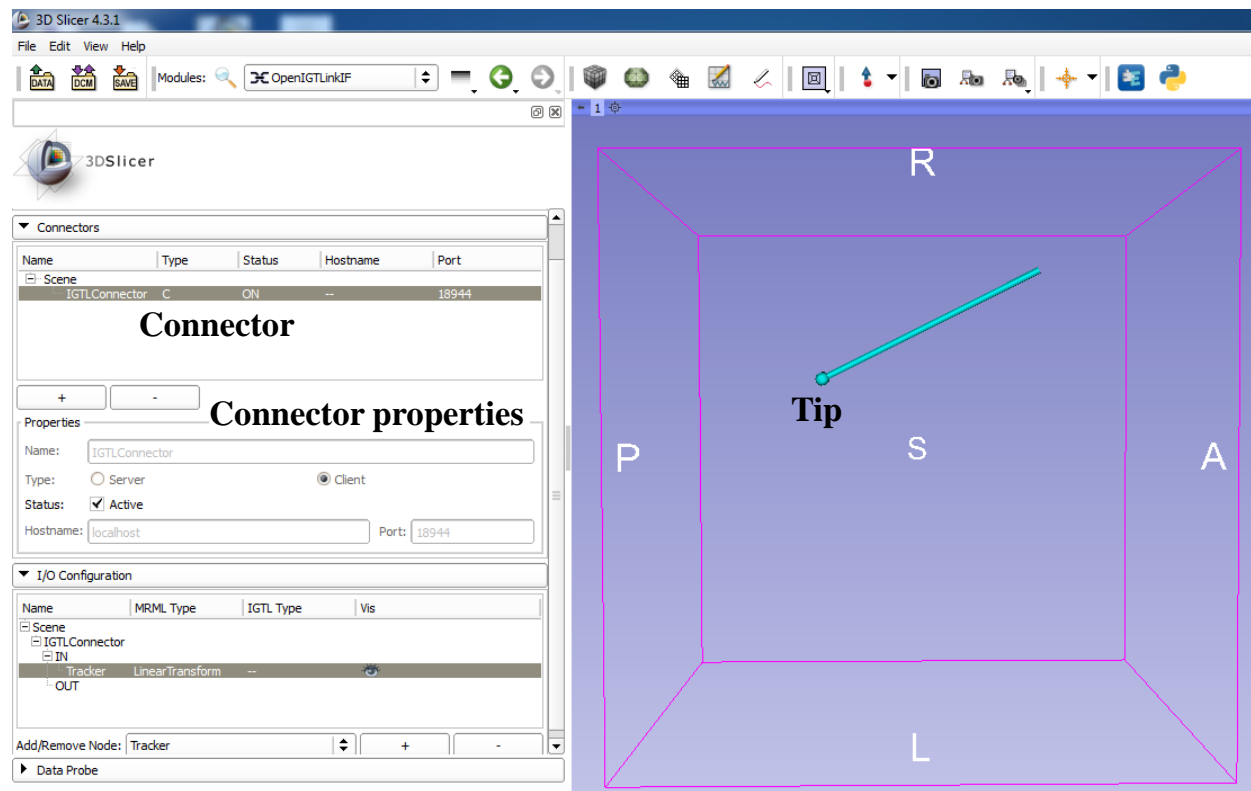 3D Slicer 4.3.1
File Edit View Help
DATA DCM SAVE Modules: OpenIGTLinkIF
1
3DSlicer
Connectors
Name Type Status Hostname Port
Scene
IGTLConnector C ON -- 18944
Connector
+ -
Connector properties
Properties
Name: IGTLConnector
Type: Server Client
Status: Active
Hostname: localhost Port: 18944
I/O Configuration
Name MRML Type IGTL Type Vis
Scene
IGTLConnector
IN
Tracker LinearTransform --
OUT
Add/Remove Node: Tracker + -
Data Probe
R
Tip
P S A
L